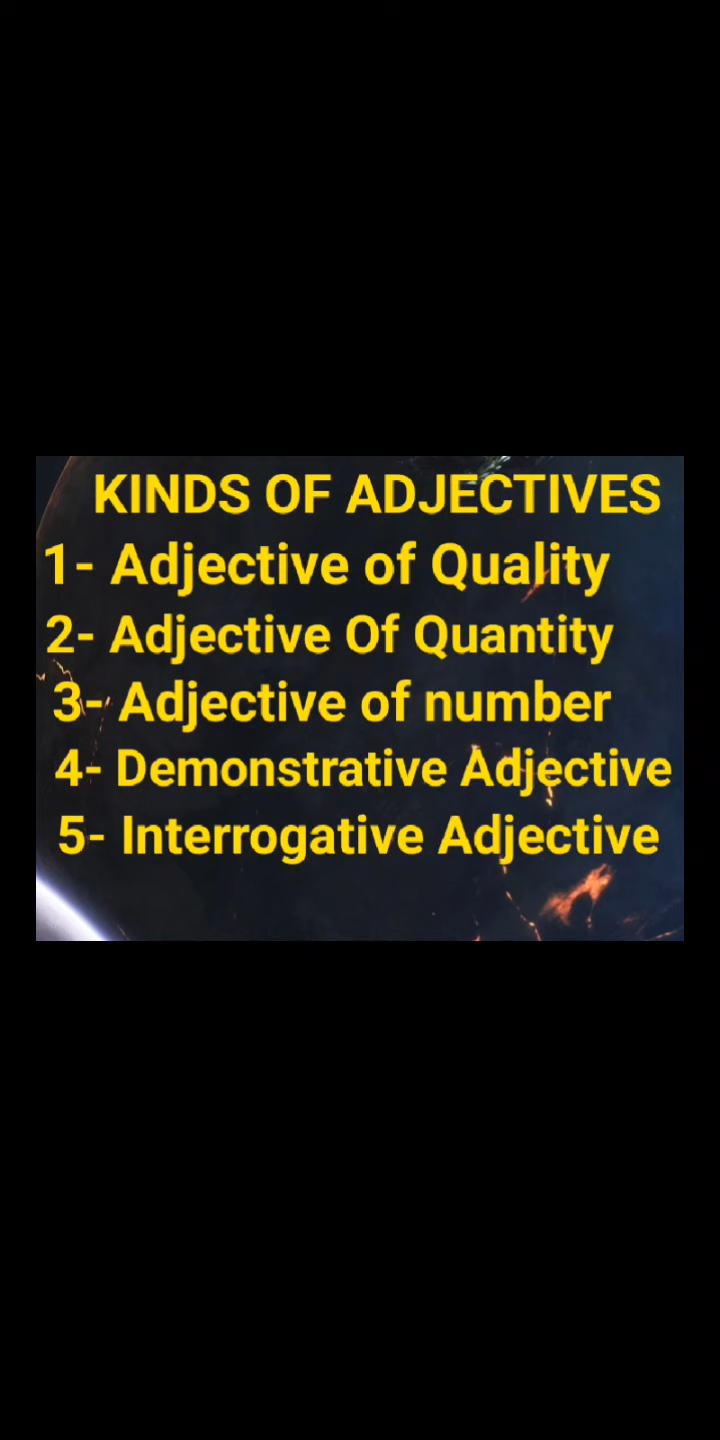 KINDS OF ADJECTIVES
1- Adjective of Quality
2- Adjective Of Quantity
3- Adjective of number
4- Demonstrative Adjective
5- Interrogative Adjective